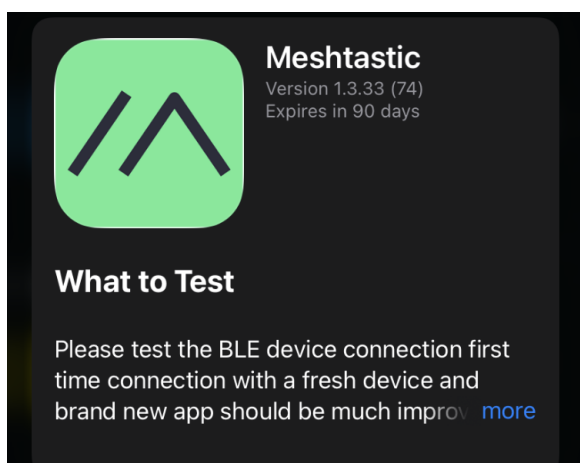 Meshtastic
Version 1.3.33 (74)
Expires in 90 days
What to Test
Please test the BLE device connection first
time connection with a fresh device and
brand new app should be much more